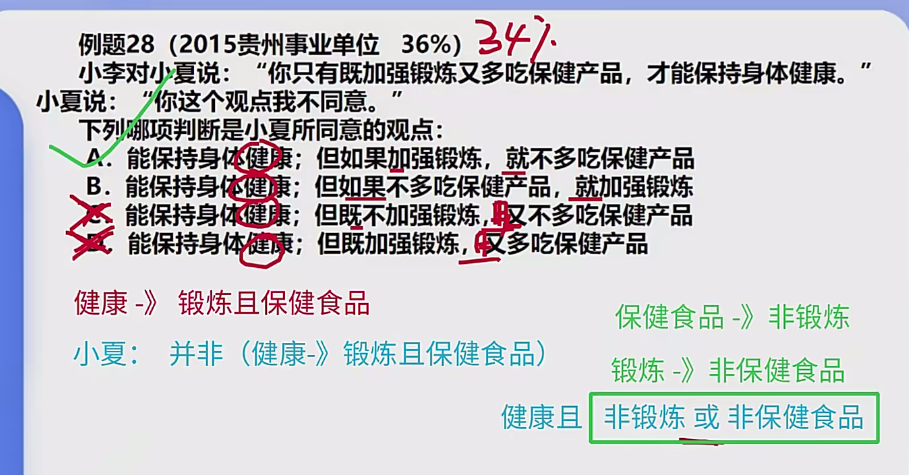 例题28（2015贵州事业单位 36%）34%
小李对小夏说：“你只有既加强锻炼又多吃保健产品，才能保持身体健康。”
小夏说：“你这个观点我不同意。”
下列哪项判断是小夏所同意的观点：
A．能保持身体健康；但如果加强锻炼，就不多吃保健产品
B．能保持身体健康；但如果不多吃保健产品，就加强锻炼
C．能保持身体健康；但既不加强锻炼，且又不多吃保健产品
D．能保持身体健康；但既加强锻炼，且又多吃保健产品
健康 -》 锻炼且保健食品
保健食品 -》非锻炼
小夏： 并非（健康-》锻炼且保健食品）
锻炼 -》非保健食品
健康且 非锻炼 或 非保健食品